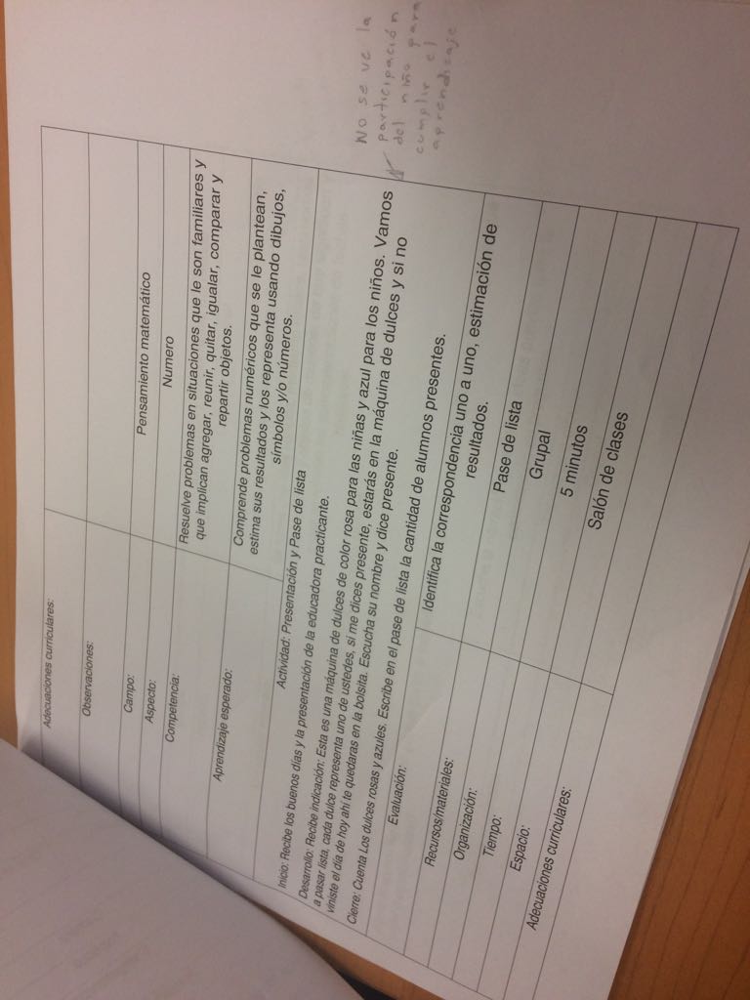 No se ve la
participación
del niño para
cumplir el
aprendizaje
Adecuaciones curriculares:
Observaciones:
Campo: Pensamiento matemático
Aspecto: Numero
Competencia: Resuelve problemas en situaciones que le son familiares y
que implican agregar, reunir, quitar, igualar, comparar y
repartir objetos.
Aprendizaje esperado: Comprende problemas numéricos que se le plantean,
estima sus resultados y los representa usando dibujos,
símbolos y/o números.
Actividad: Presentación y Pase de lista
Inicio: Recibe los buenos días y la presentación de la educadora practicante.
Desarrollo: Recibe indicación: Esta es una máquina de dulces de color rosa para las niñas y azul para los niños. Vamos
a pasar lista, cada dulce representa uno de ustedes, si me dices presente, estarás en la máquina de dulces y si no
viniste el día de hoy ahí te quedaras en la bolsita. Escucha su nombre y dice presente.
Cierre: Cuenta Los dulces rosas y azules. Escribe en el pase de lista la cantidad de alumnos presentes.
Evaluación: Identifica la correspondencia uno a uno, estimación de
resultados.
Recursos/materiales: Pase de lista
Organización: Grupal
Tiempo: 5 minutos
Espacio: Salón de clases
Adecuaciones curriculares: